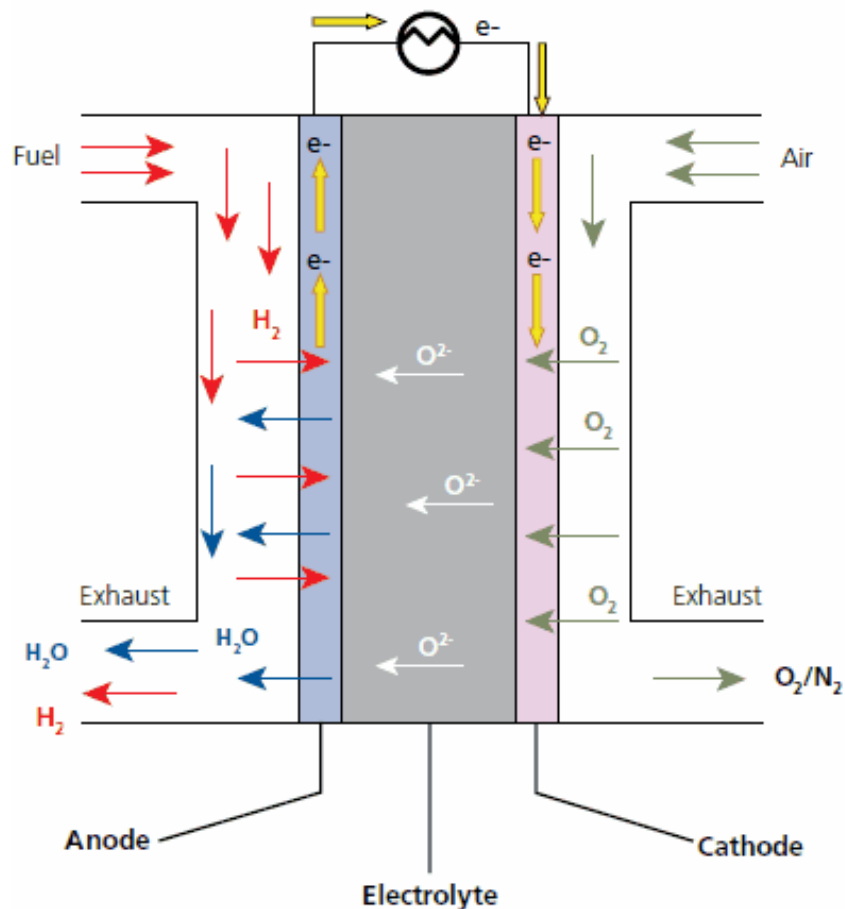 e-
Fuel
e-
e-
Air
e-
e-
H₂
O²⁻
O₂
O₂
O²⁻
Exhaust
O₂
Exhaust
H₂O
H₂O
O²⁻
O₂/N₂
H₂
Anode
Cathode
Electrolyte